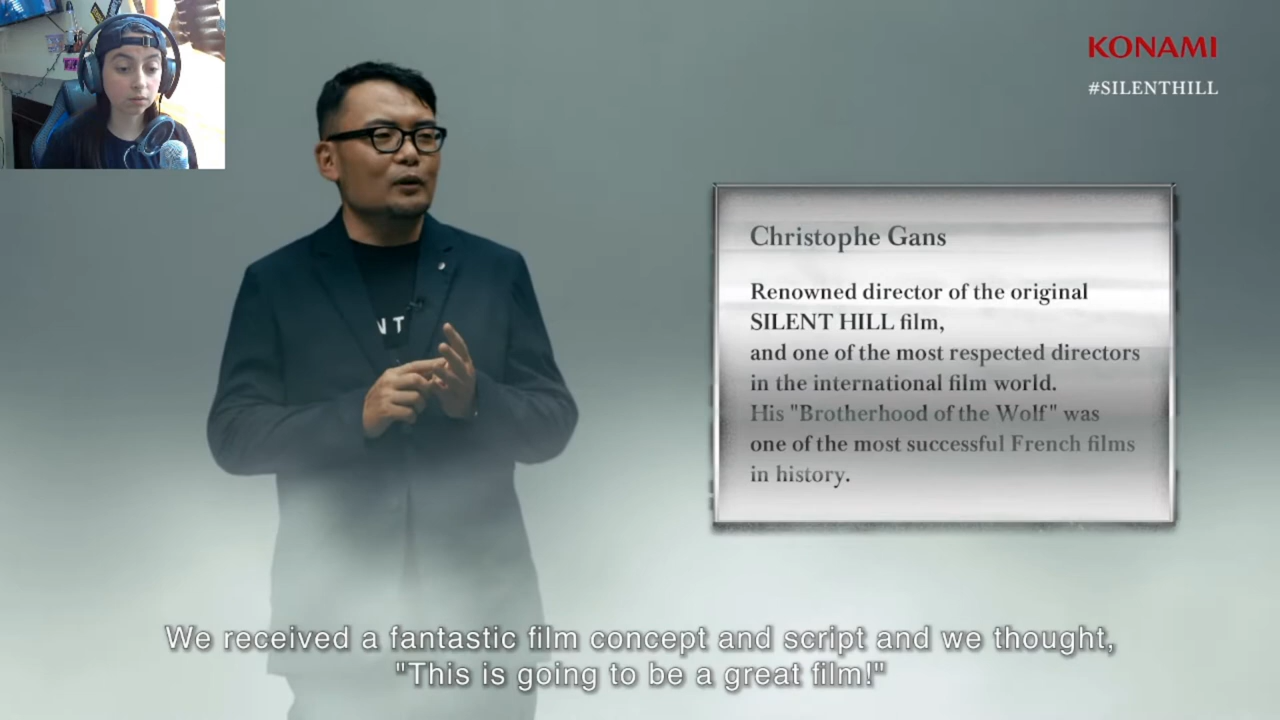 KONAMI
#SILENTHILL
Christophe Gans
Renowned director of the original
SILENT HILL film,
and one of the most respected directors
in the international film world.
His "Brotherhood of the Wolf" was
one of the most successful French films
in history.
NT
We received a fantastic film concept and script and we thought,
"This is going to be a great film!"